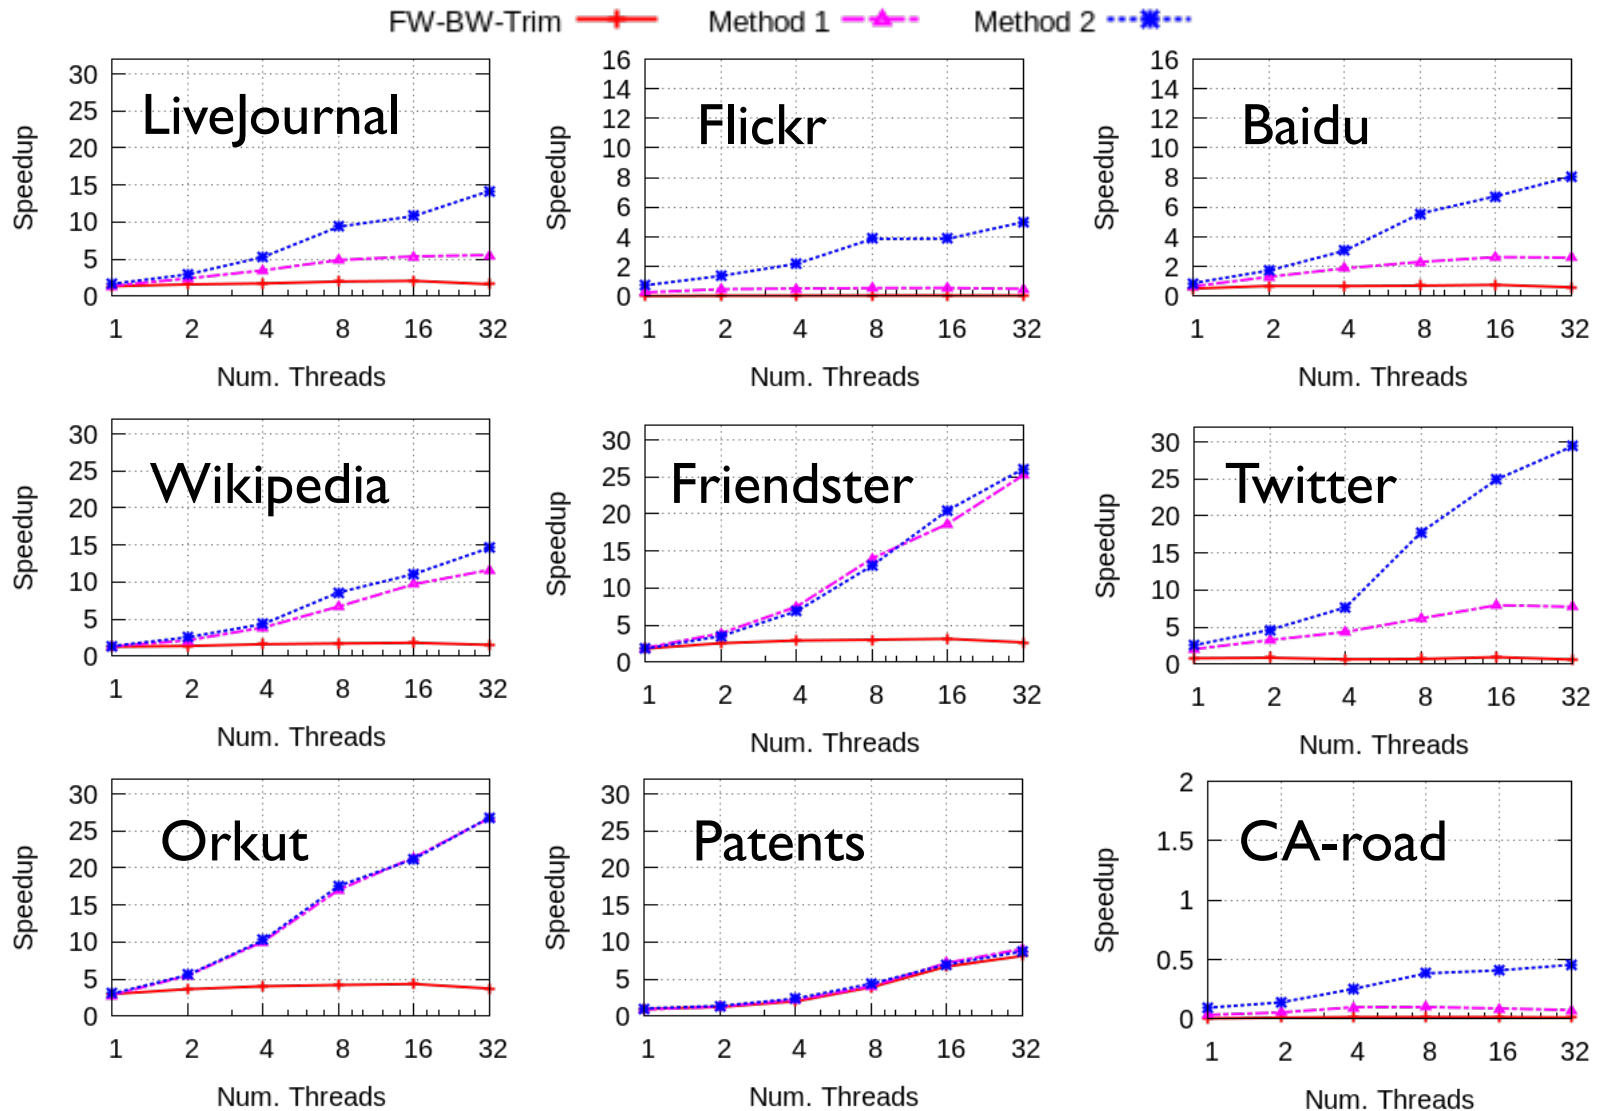 FW-BW-Trim Method 1 Method 2
30
25
20
15
10
5
0
Speedup
LiveJournal
1 2 4 8 16 32
Num. Threads
16
14
12
10
8
6
4
2
0
Speedup
Flickr
1 2 4 8 16 32
Num. Threads
16
14
12
10
8
6
4
2
0
Speedup
Baidu
1 2 4 8 16 32
Num. Threads
30
25
20
15
10
5
0
Speedup
Wikipedia
1 2 4 8 16 32
Num. Threads
30
25
20
15
10
5
0
Speedup
Friendster
1 2 4 8 16 32
Num. Threads
30
25
20
15
10
5
0
Speedup
Twitter
1 2 4 8 16 32
Num. Threads
30
25
20
15
10
5
0
Speedup
Orkut
1 2 4 8 16 32
Num. Threads
30
25
20
15
10
5
0
Speedup
Patents
1 2 4 8 16 32
Num. Threads
2
1.5
1
0.5
0
Speedup
CA-road
1 2 4 8 16 32
Num. Threads